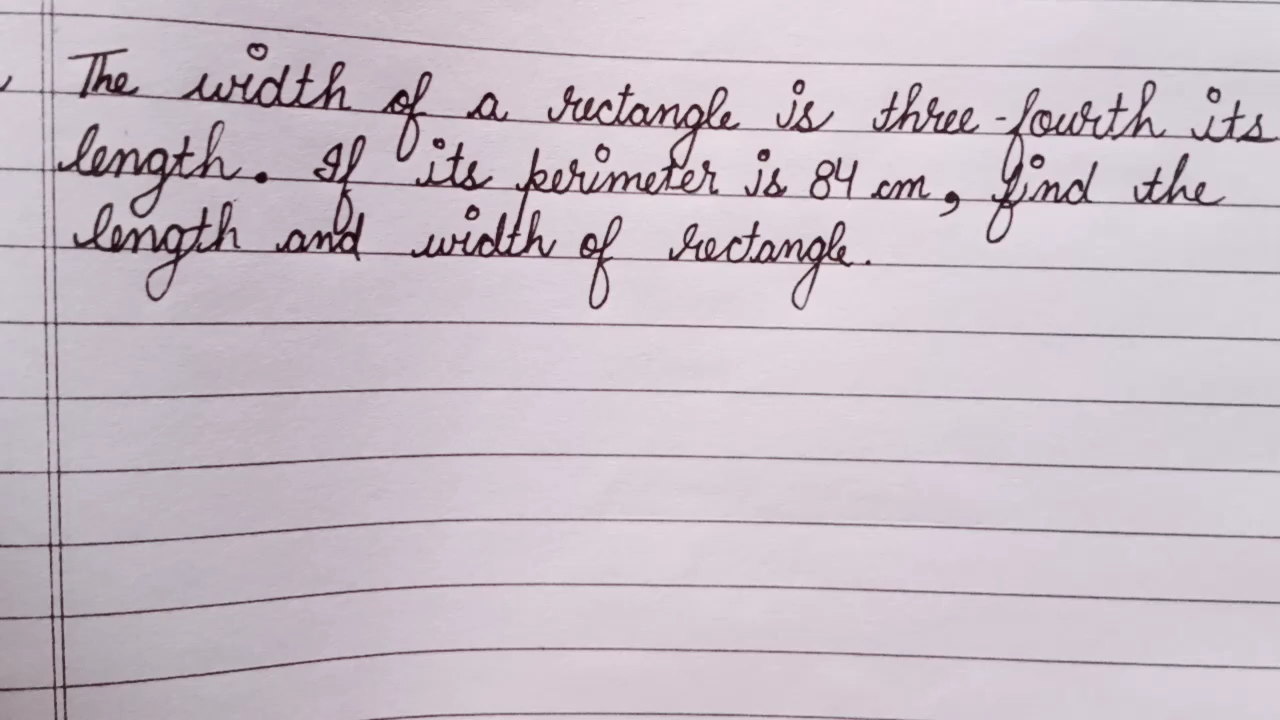 The width of a rectangle is three-fourth its
length. If its perimeter is 84 cm, find the
length and width of rectangle.